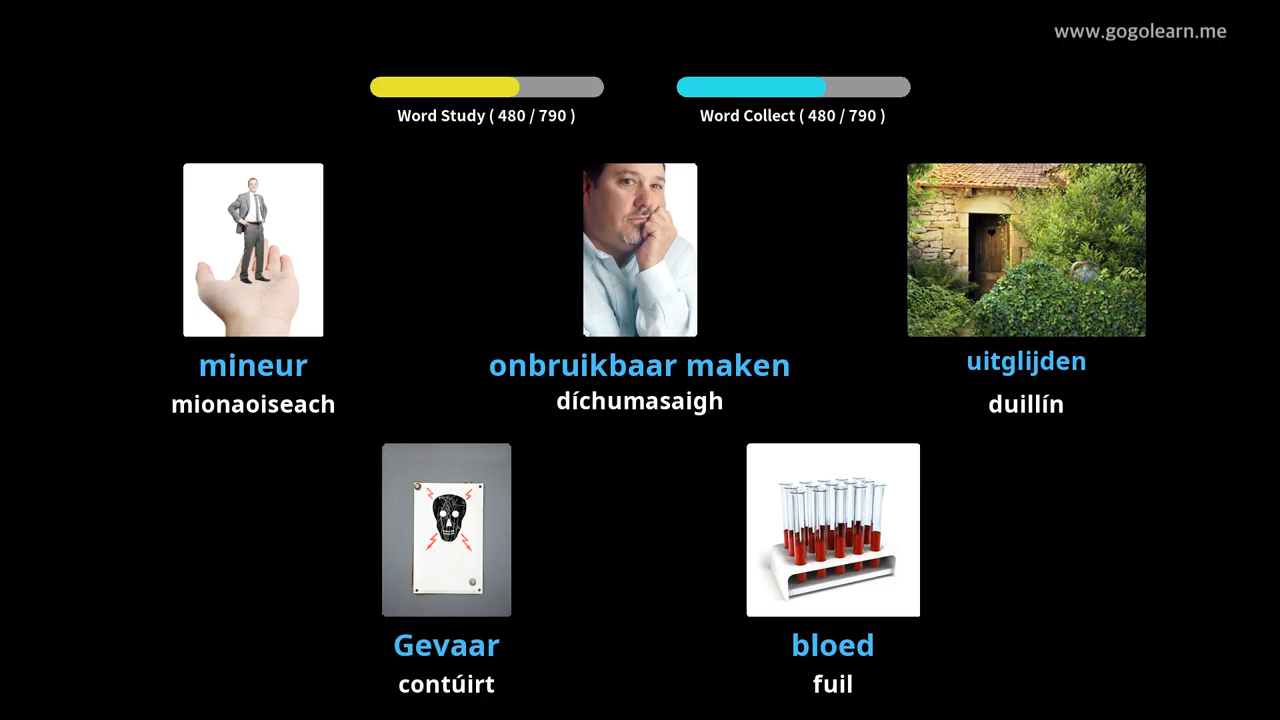 www.gogolearn.me
Word Study ( 480 / 790 )
Word Collect ( 480 / 790 )
mineur
mionaoiseach
onbruikbaar maken
díchumasaigh
uitglijden
duillín
Gevaar
contúirt
bloed
fuil